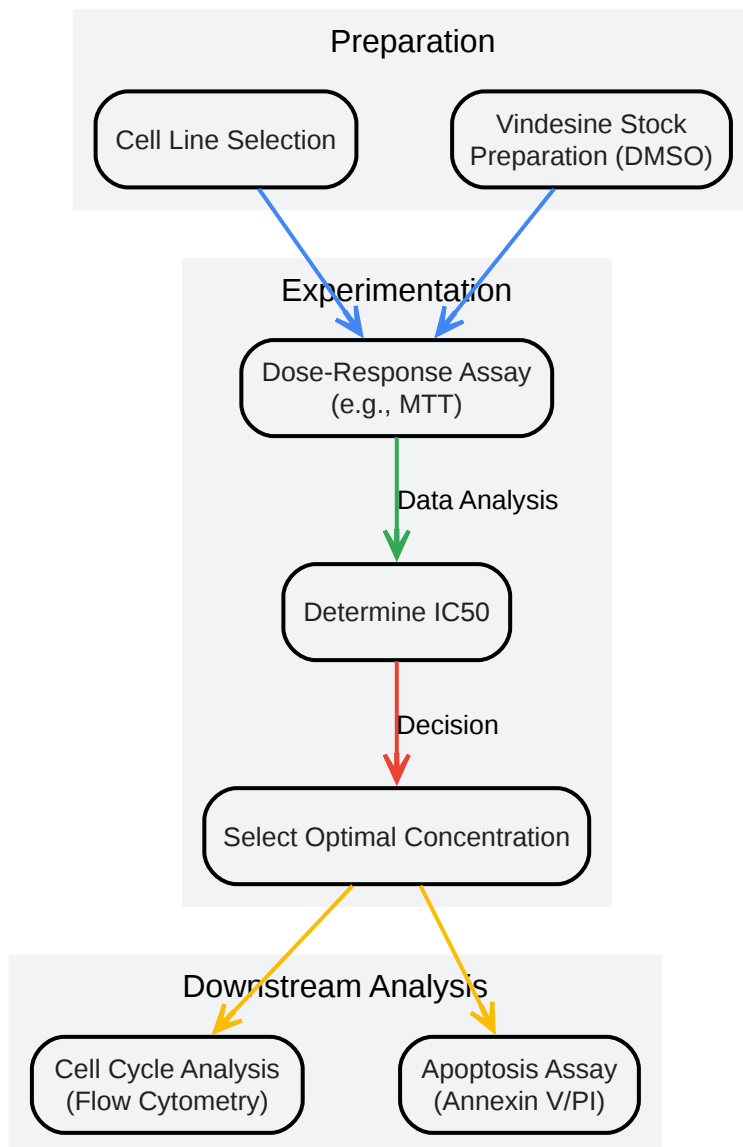 Preparation
Cell Line Selection
Vindesine Stock
Preparation (DMSO)
Experimentation
Dose-Response Assay
(e.g., MTT)
Data Analysis
Determine IC50
Decision
Select Optimal Concentration
Downstream Analysis
Cell Cycle Analysis
(Flow Cytometry)
Apoptosis Assay
(Annexin V/PI)